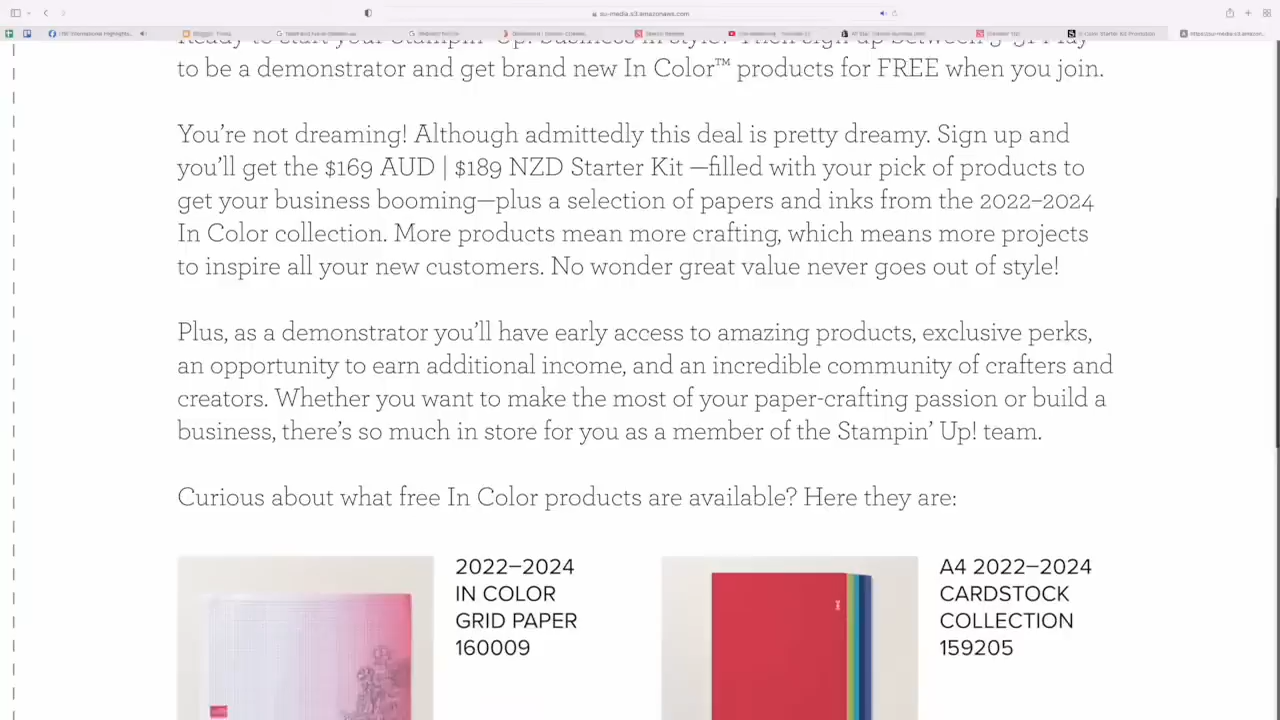 su-media.s3.amazonaws.com
to be a demonstrator and get brand new In Color™ products for FREE when you join.
You’re not dreaming! Although admittedly this deal is pretty dreamy. Sign up and
you’ll get the $169 AUD | $189 NZD Starter Kit —filled with your pick of products to
get your business booming—plus a selection of papers and inks from the 2022–2024
In Color collection. More products mean more crafting, which means more projects
to inspire all your new customers. No wonder great value never goes out of style!
Plus, as a demonstrator you’ll have early access to amazing products, exclusive perks,
an opportunity to earn additional income, and an incredible community of crafters and
creators. Whether you want to make the most of your paper-crafting passion or build a
business, there’s so much in store for you as a member of the Stampin’ Up! team.
Curious about what free In Color products are available? Here they are:
2022–2024
IN COLOR
GRID PAPER
160009
A4 2022–2024
CARDSTOCK
COLLECTION
159205